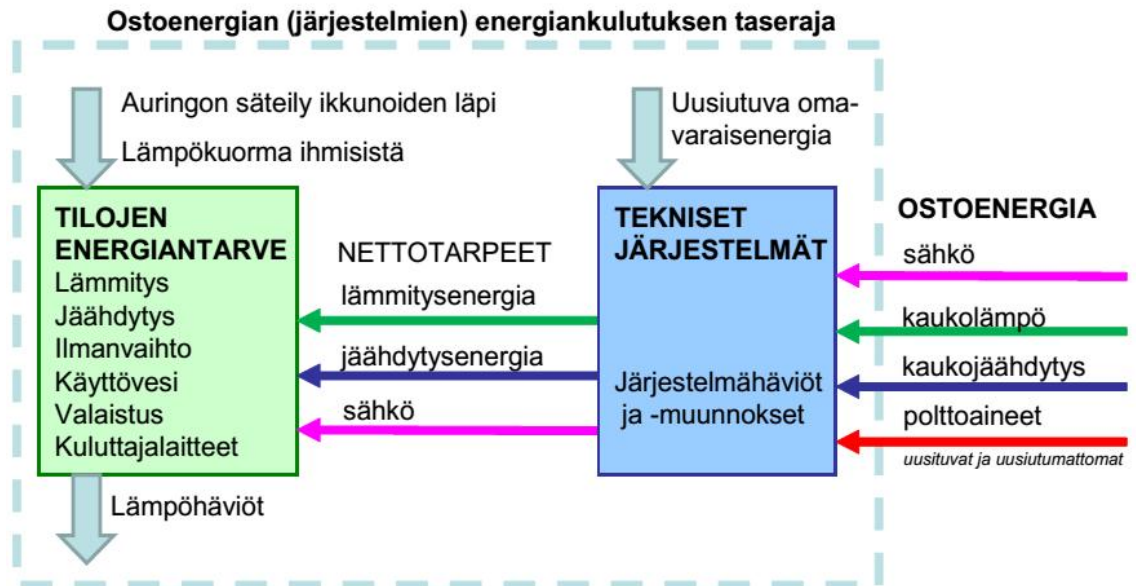 Ostoenergian (järjestelmien) energiankulutuksen taseraja
Auringon säteily ikkunoiden läpi
Lämpökuorma ihmisistä
Uusiutuva oma-
varaisenergia
TILOJEN
ENERGIANTARVE
Lämmitys
Jäähdytys
Ilmanvaihto
Käyttövesi
Valaistus
Kuluttajalaitteet
NETTOTARPEET
lämmitysenergia
jäähdytysenergia
sähkö
TEKNISET
JÄRJESTELMÄT
Järjestelmähäviöt
ja -muunnokset
OSTOENERGIA
sähkö
kaukolämpö
kaukojäähdytys
polttoaineet
uusituvat ja uusiutumattomat
Lämpöhäviöt